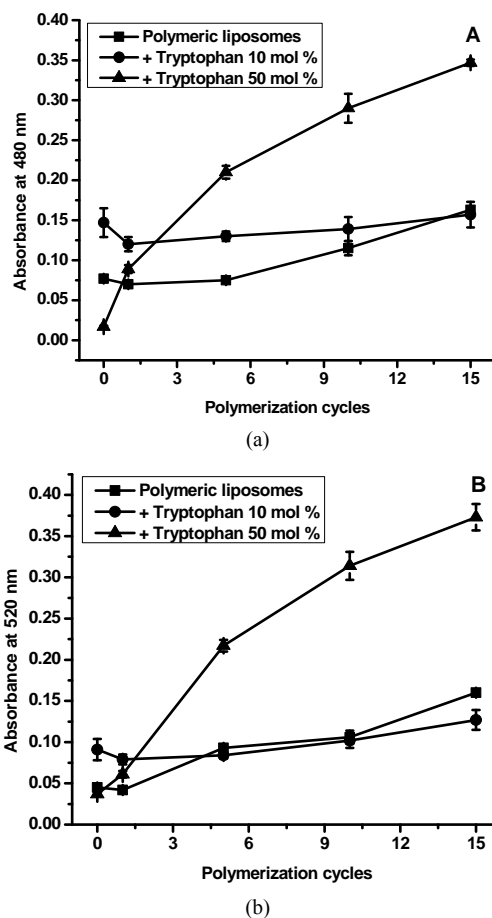 A
Polymeric liposomes
+ Tryptophan 10 mol %
+ Tryptophan 50 mol %
Absorbance at 480 nm
0.35
0.30
0.25
0.20
0.15
0.10
0.05
0.00
0 3 6 9 12 15
Polymerization cycles
(a)
B
Polymeric liposomes
+ Tryptophan 10 mol %
+ Tryptophan 50 mol %
Absorbance at 520 nm
0.40
0.35
0.30
0.25
0.20
0.15
0.10
0.05
0.00
0 3 6 9 12 15
Polymerization cycles
(b)